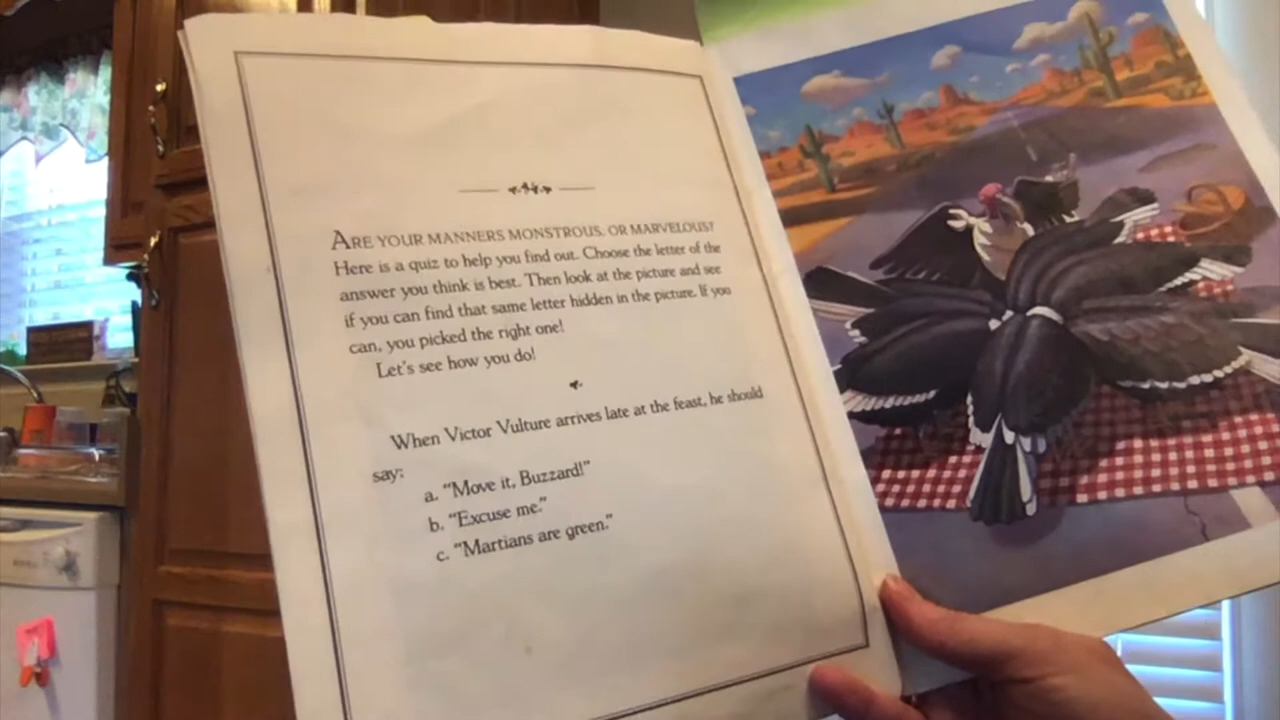 ARE YOUR MANNERS MONSTROUS, OR MARVELOUS?
Here is a quiz to help you find out. Choose the letter of the
answer you think is best. Then look at the picture and see
if you can find that same letter hidden in the picture. If you
can, you picked the right one!
Let's see how you do!
When Victor Vulture arrives late at the feast, he should
say:
a. "Move it, Buzzard!"
b. "Excuse me."
c. "Martians are green."